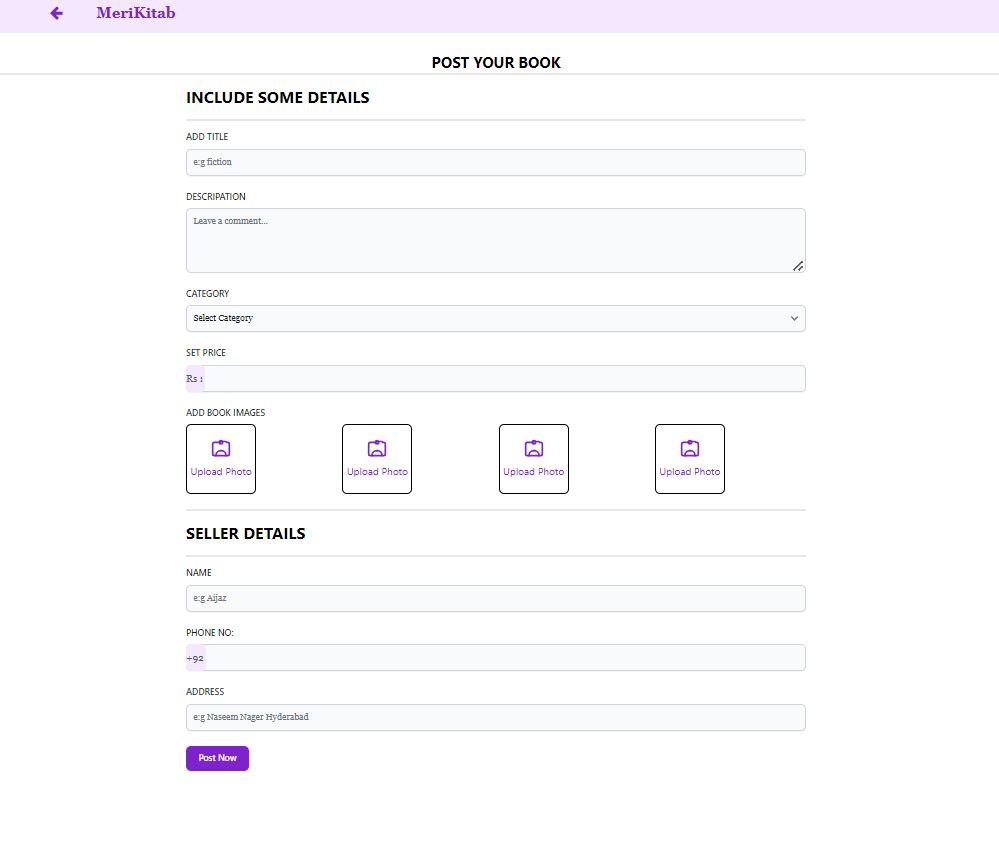 MeriKitab
POST YOUR BOOK
INCLUDE SOME DETAILS
ADD TITLE
e:g fiction
DESCRIPATION
Leave a comment...
CATEGORY
Select Category
SET PRICE
Rs :
ADD BOOK IMAGES
Upload Photo Upload Photo Upload Photo Upload Photo
SELLER DETAILS
NAME
e:g Aijaz
PHONE NO:
+92
ADDRESS
e:g Naseem Nager Hyderabad
Post Now